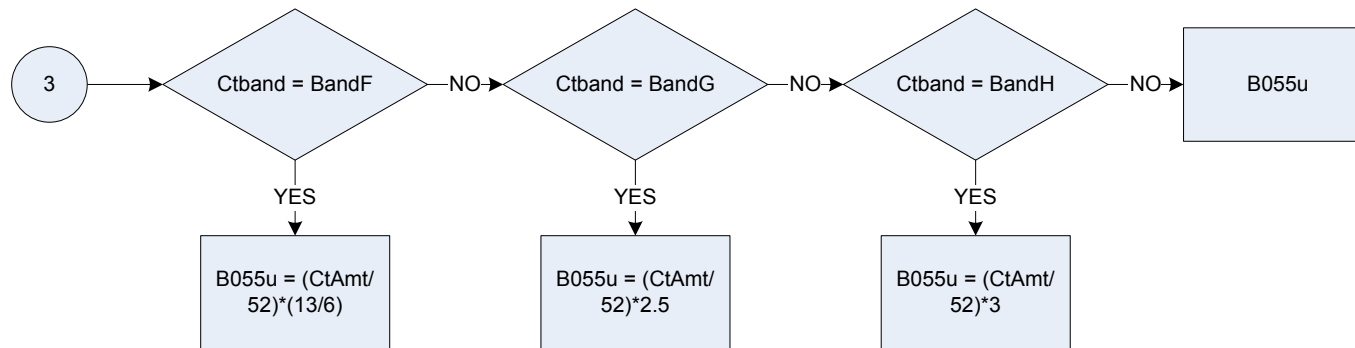 3
Ctband = BandF
NO
Ctband = BandG
NO
Ctband = BandH
NO
B055u
YES
YES
YES
B055u = (CtAmt/
52)*(13/6)
B055u = (CtAmt/
52)*2.5
B055u = (CtAmt/
52)*3